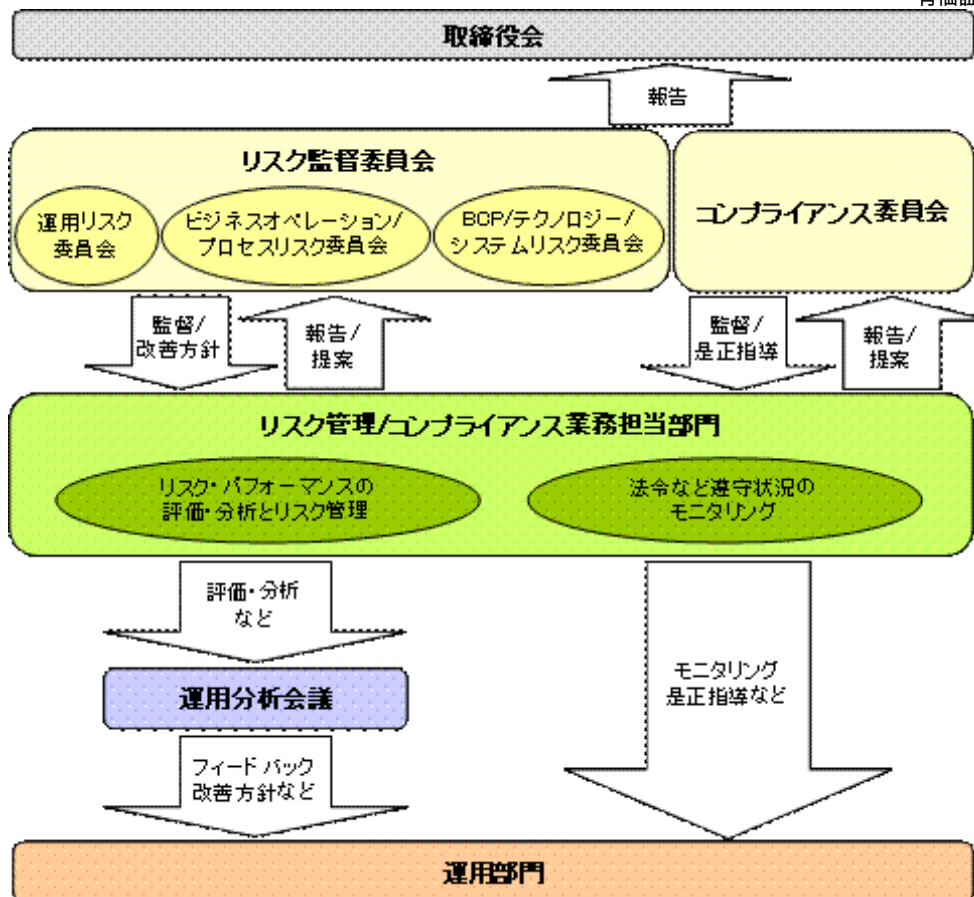 取締役会
報告
リスク監督委員会
運用リスク
委員会
ビジネスオペレーション/
プロセスリスク委員会
BCP/テクノロジー/
システムリスク委員会
コンプライアンス委員会
監督/
改善方針
報告/
提案
監督/
是正指導
報告/
提案
リスク管理/コンプライアンス業務担当部門
リスク・パフォーマンスの
評価・分析とリスク管理
法令など遵守状況の
モニタリング
評価・分析
など
運用分析会議
モニタリング
是正指導など
フィードバック
改善方針など
運用部門